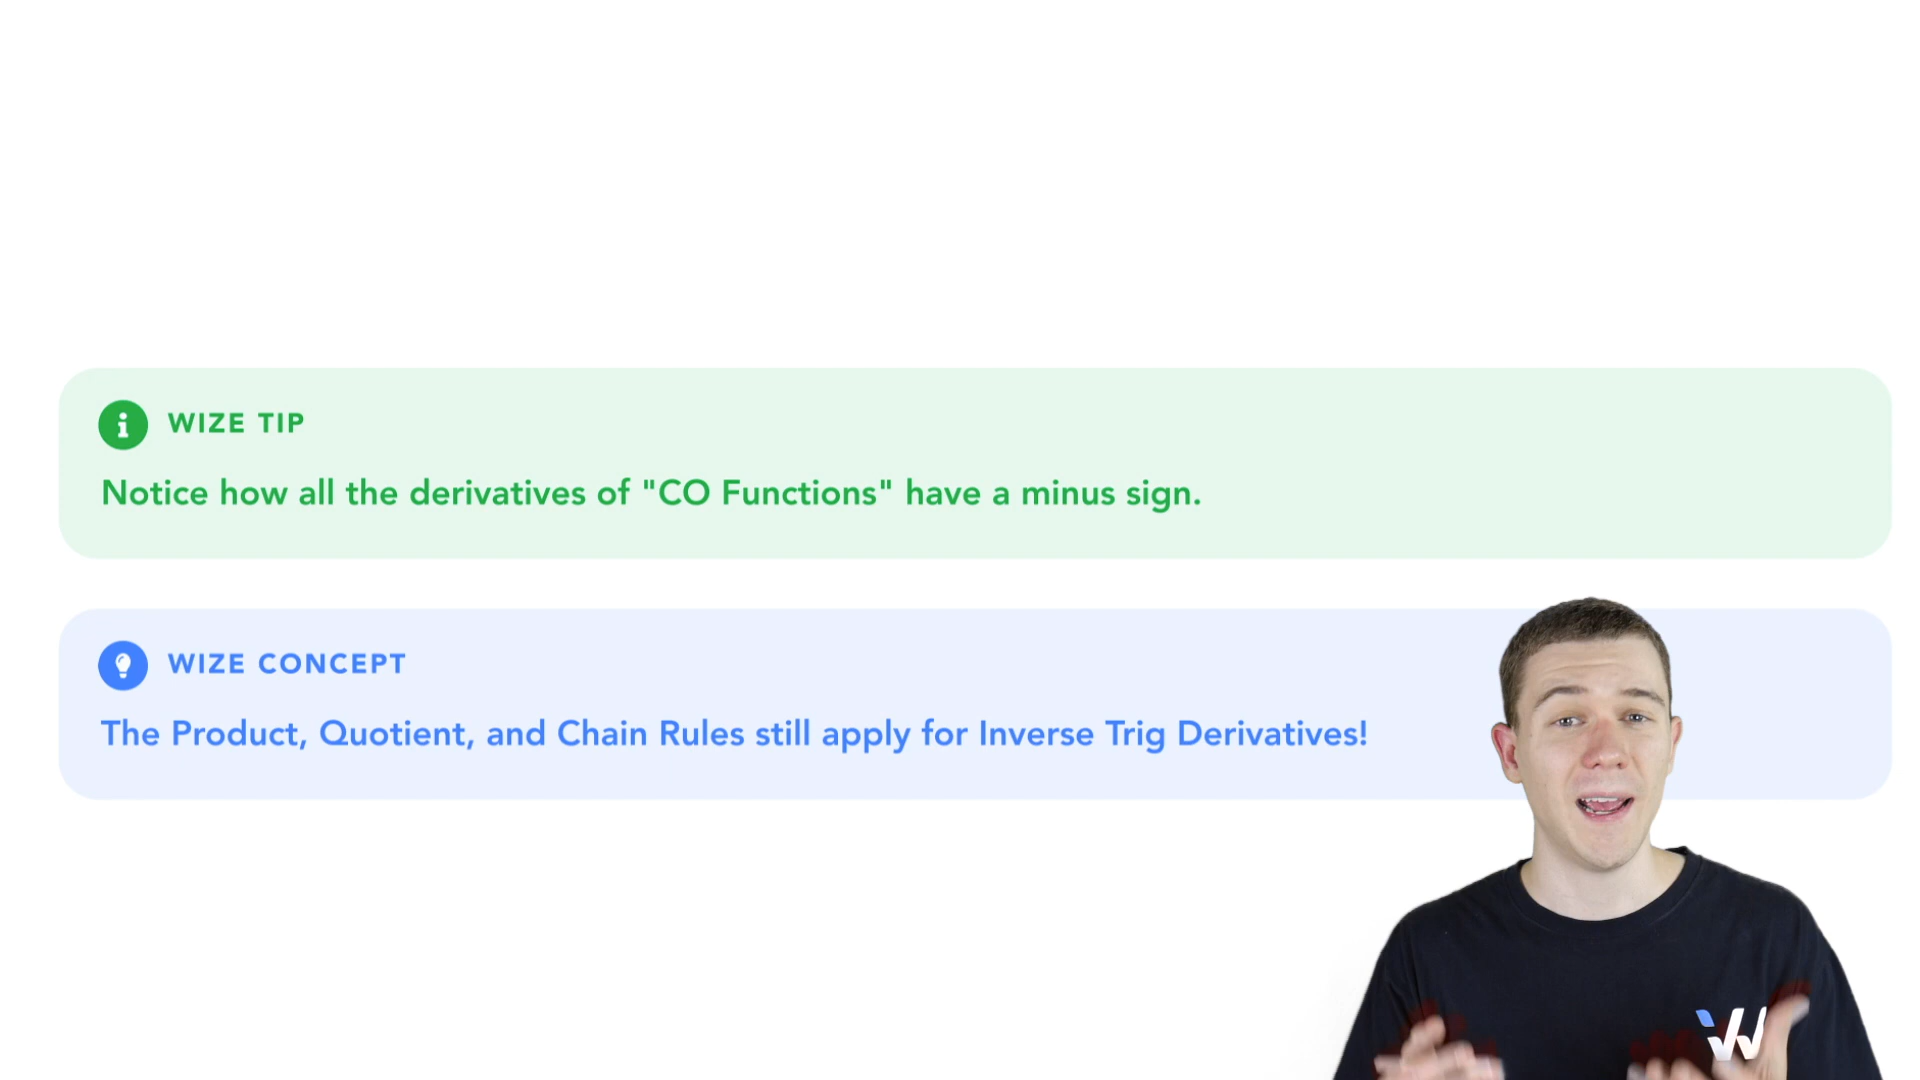 WIZE TIP
Notice how all the derivatives of "CO Functions" have a minus sign.
WIZE CONCEPT
The Product, Quotient, and Chain Rules still apply for Inverse Trig Derivatives!
W